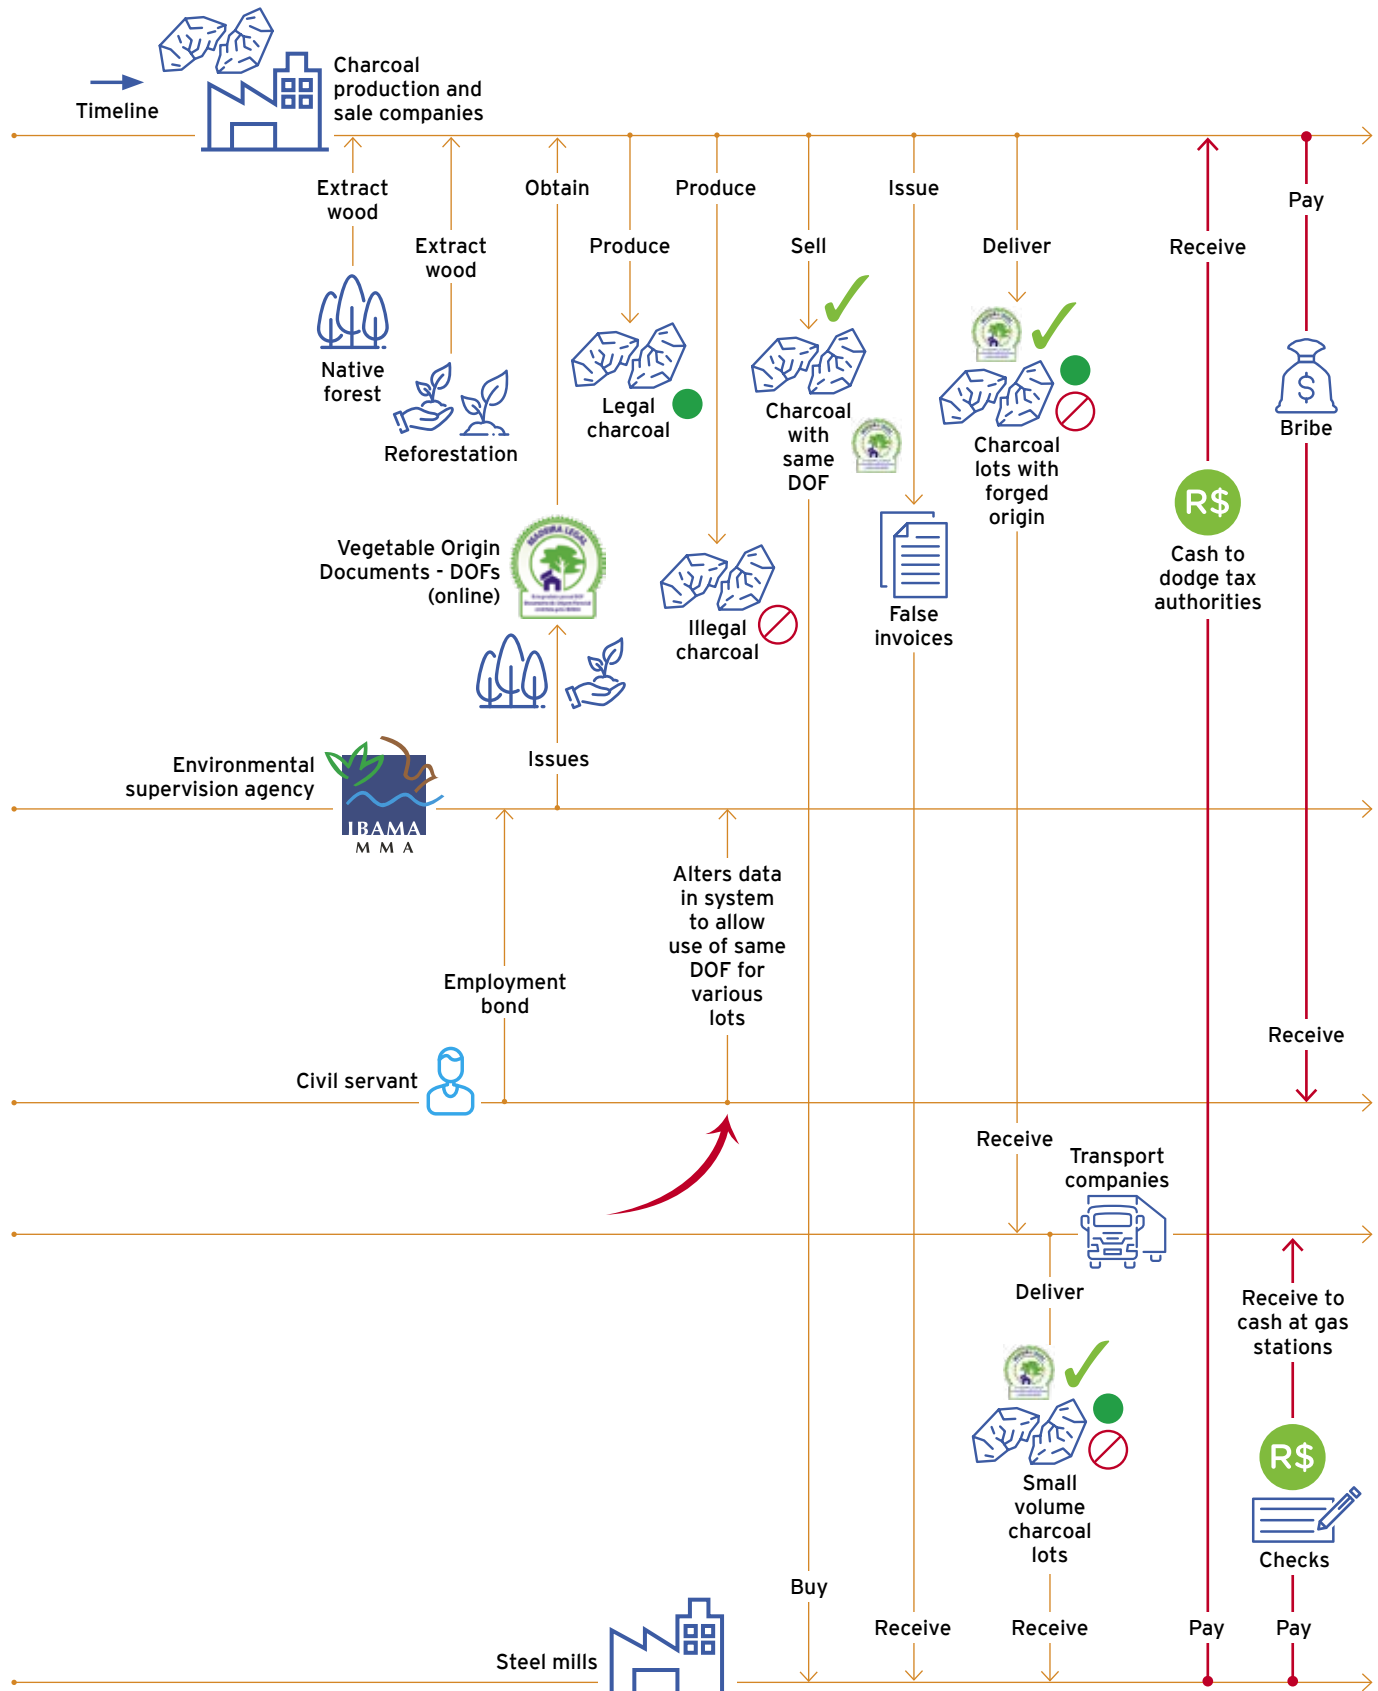 Charcoal
production and
sale companies
Timeline
Extract
wood
Obtain
Produce
Issue
Pay
Extract
wood
Produce
Sell
Deliver
Receive
Native
forest
Reforestation
Legal
charcoal
Charcoal
with
same
DOF
Charcoal
lots with
forged
origin
Bribe
R$
Cash to
dodge tax
authorities
Vegetable Origin
Documents - DOFs
(online)
MADEIRA LEGAL
Illegal
charcoal
False
invoices
Environmental
supervision agency
IBAMA
M M A
Issues
Alters data
in system
to allow
use of same
DOF for
various
lots
Employment
bond
Receive
Civil servant
Receive
Transport
companies
Deliver
Receive to
cash at gas
stations
R$
Small
volume
charcoal
lots
Checks
Buy
Receive
Receive
Pay
Pay
Steel mills